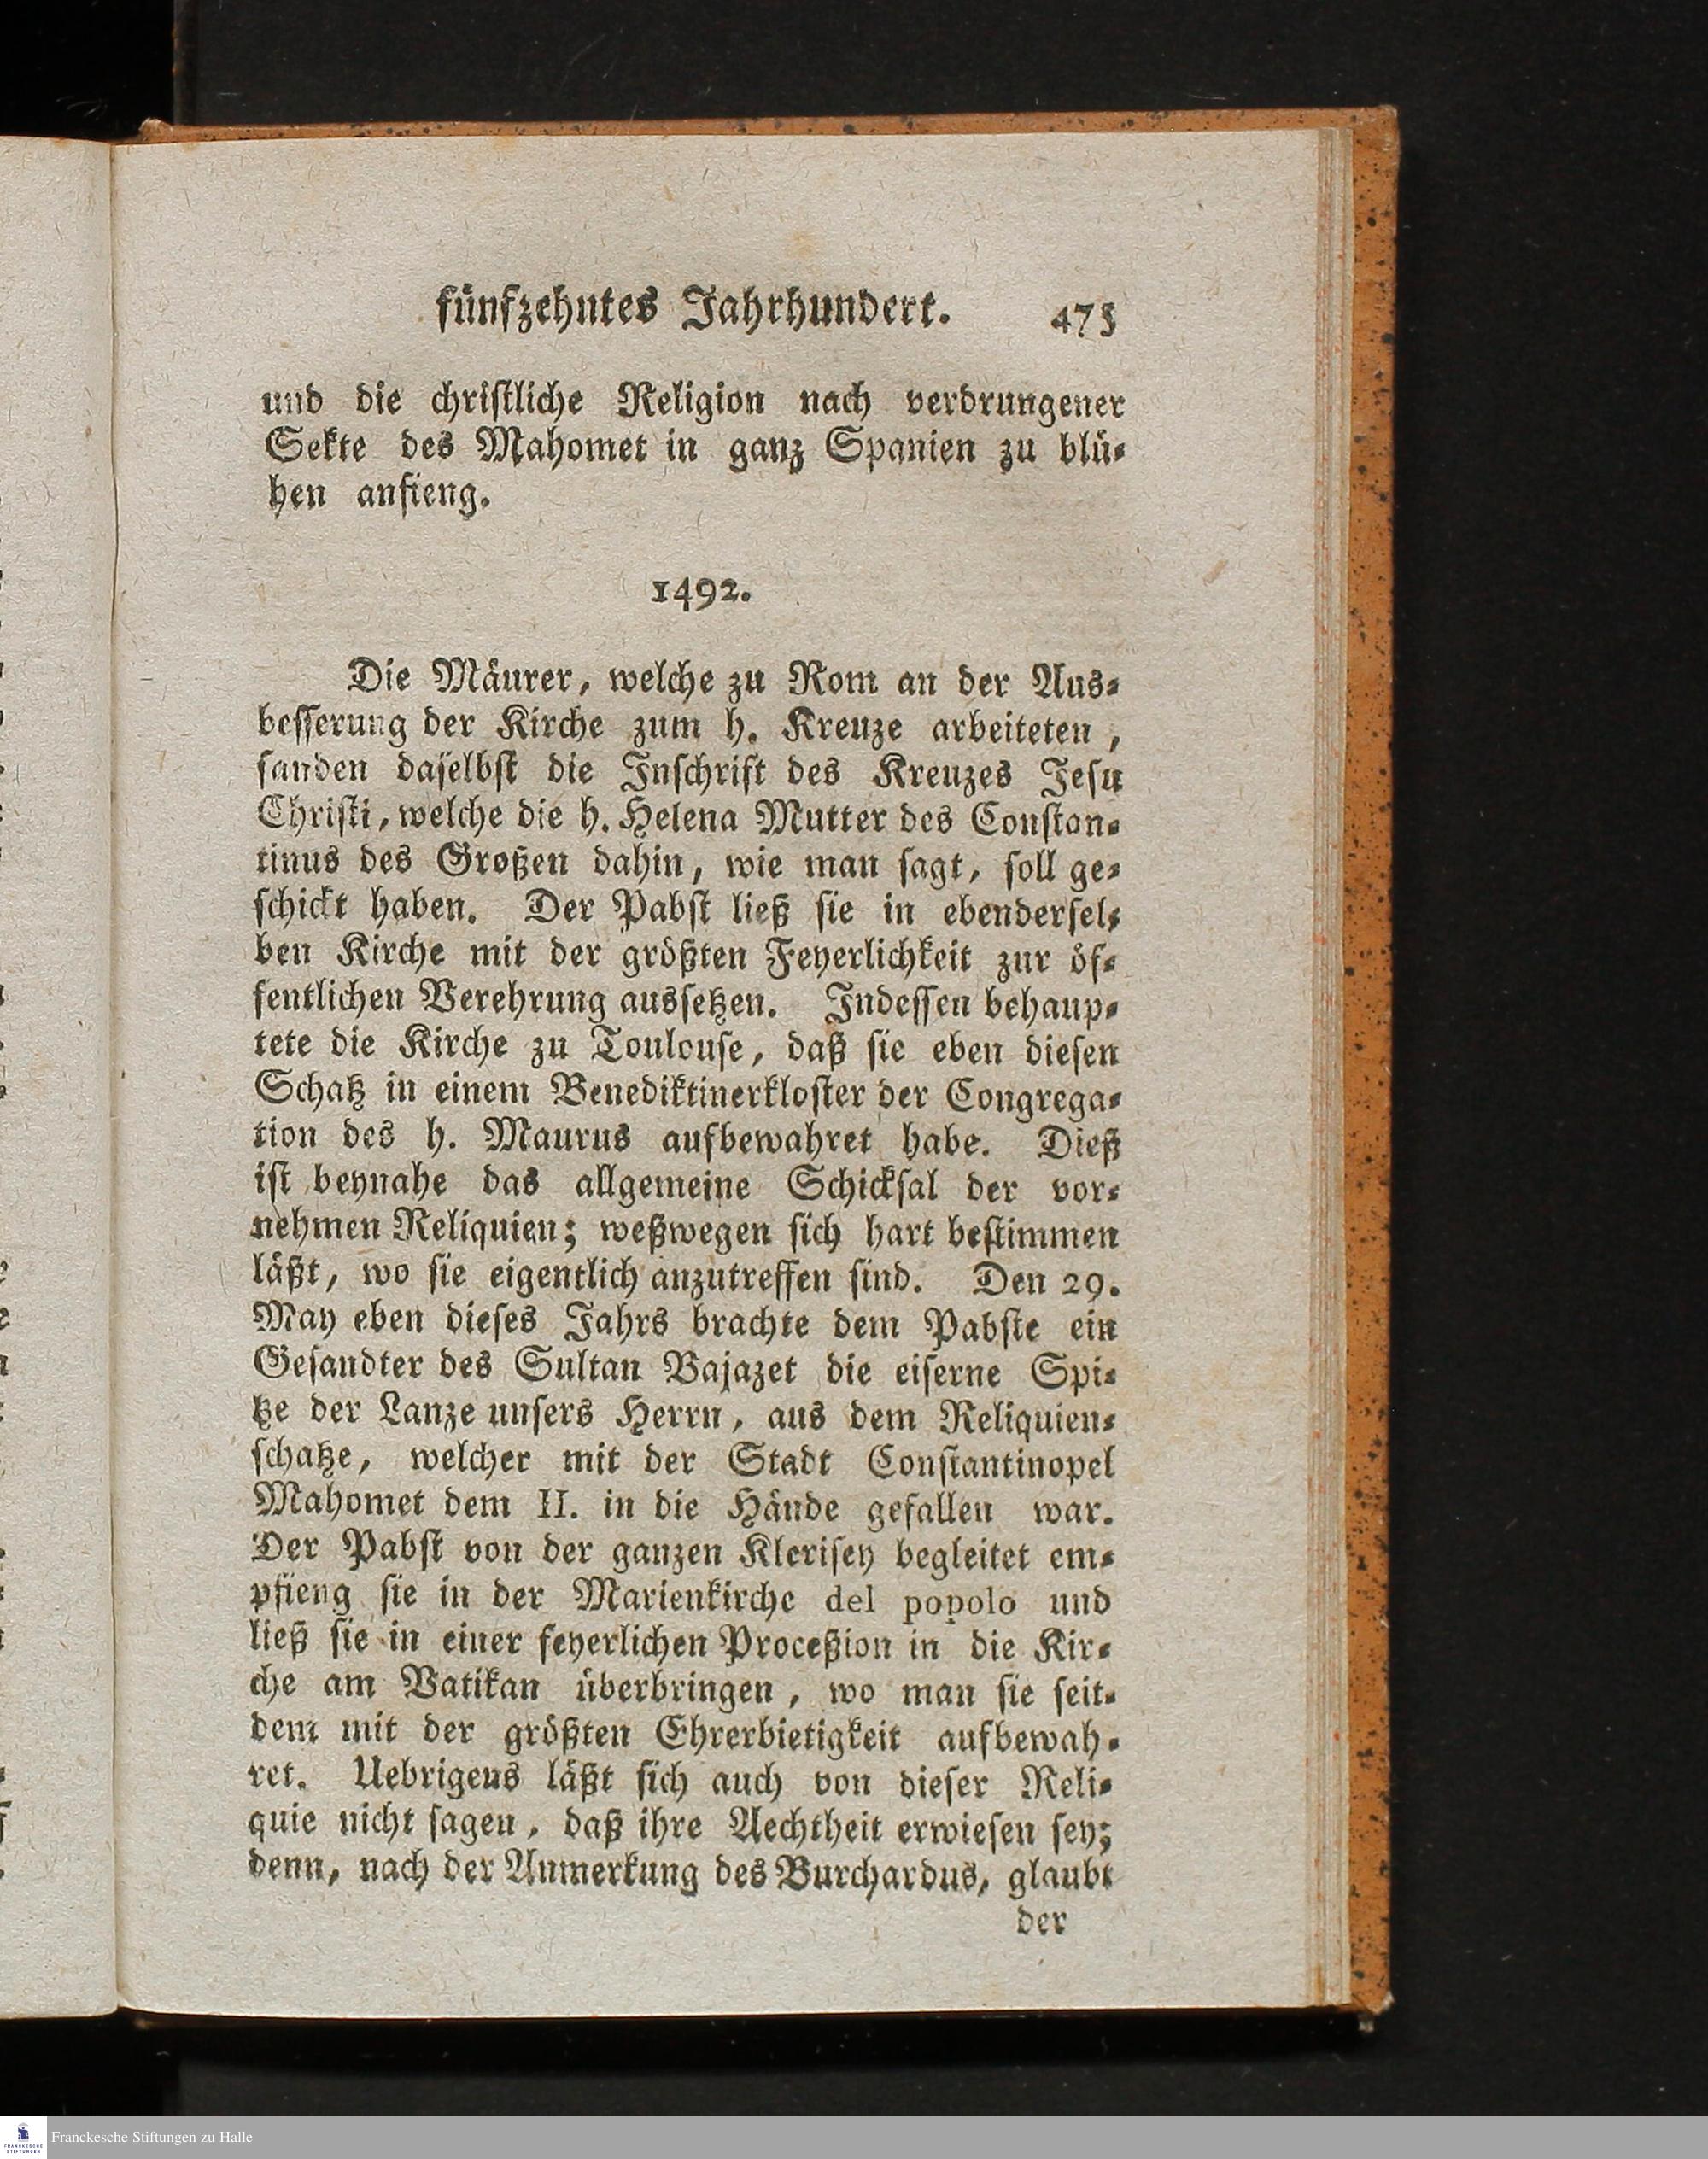 fünfzehntes Jahrhundert. 475
und die christliche Religion nach verdrungener
Sekte des Mahomet in ganz Spanien zu blü-
hen anfieng.
1492.
Die Mäurer, welche zu Rom an der Aus-
besserung der Kirche zum h. Kreuze arbeiteten,
fanden daselbst die Inschrift des Kreuzes Jesu
Christi, welche die h. Helena Mutter des Constan-
tinus des Großen dahin, wie man sagt, soll ge-
schickt haben. Der Pabst ließ sie in ebendersel-
ben Kirche mit der größten Feyerlichkeit zur öf-
fentlichen Verehrung aussetzen. Indessen behaup-
tete die Kirche zu Toulouse, daß sie eben diesen
Schatz in einem Benediktinerkloster der Congrega-
tion des h. Maurus aufbewahret habe. Dieß
ist beynahe das allgemeine Schicksal der vor-
nehmen Reliquien; weßwegen sich hart bestimmen
läßt, wo sie eigentlich anzutreffen sind. Den 29.
May eben dieses Jahrs brachte dem Pabste ein
Gesandter des Sultan Bajazet die eiserne Spi-
tze der Lanze unsers Herrn, aus dem Reliquien-
schatze, welcher mit der Stadt Constantinopel
Mahomet dem II. in die Hände gefallen war.
Der Pabst von der ganzen Klerisey begleitet em-
pfieng sie in der Marienkirche del popolo und
ließ sie in einer feyerlichen Proceßion in die Kir-
che am Vatikan überbringen, wo man sie seit-
dem mit der größten Ehrerbietigkeit aufbewah-
ret. Uebrigens läßt sich auch von dieser Reli-
quie nicht sagen, daß ihre Aechtheit erwiesen sey;
denn, nach der Anmerkung des Burchardus, glaubt
der
Franckesche Stiftungen zu Halle